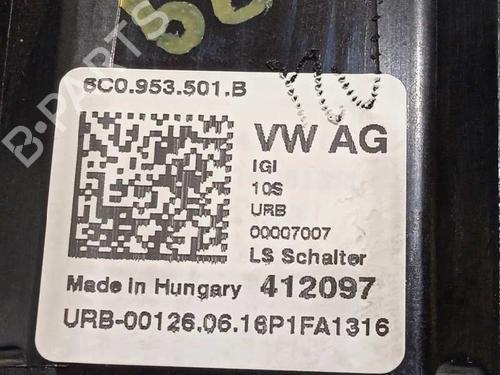 6C0.953.501.B
VW AG
IGI
10S
URB
00007007
LS Schalter
Made in Hungary 412097
URB-00126.06.16P1FA1316
B-PARTS